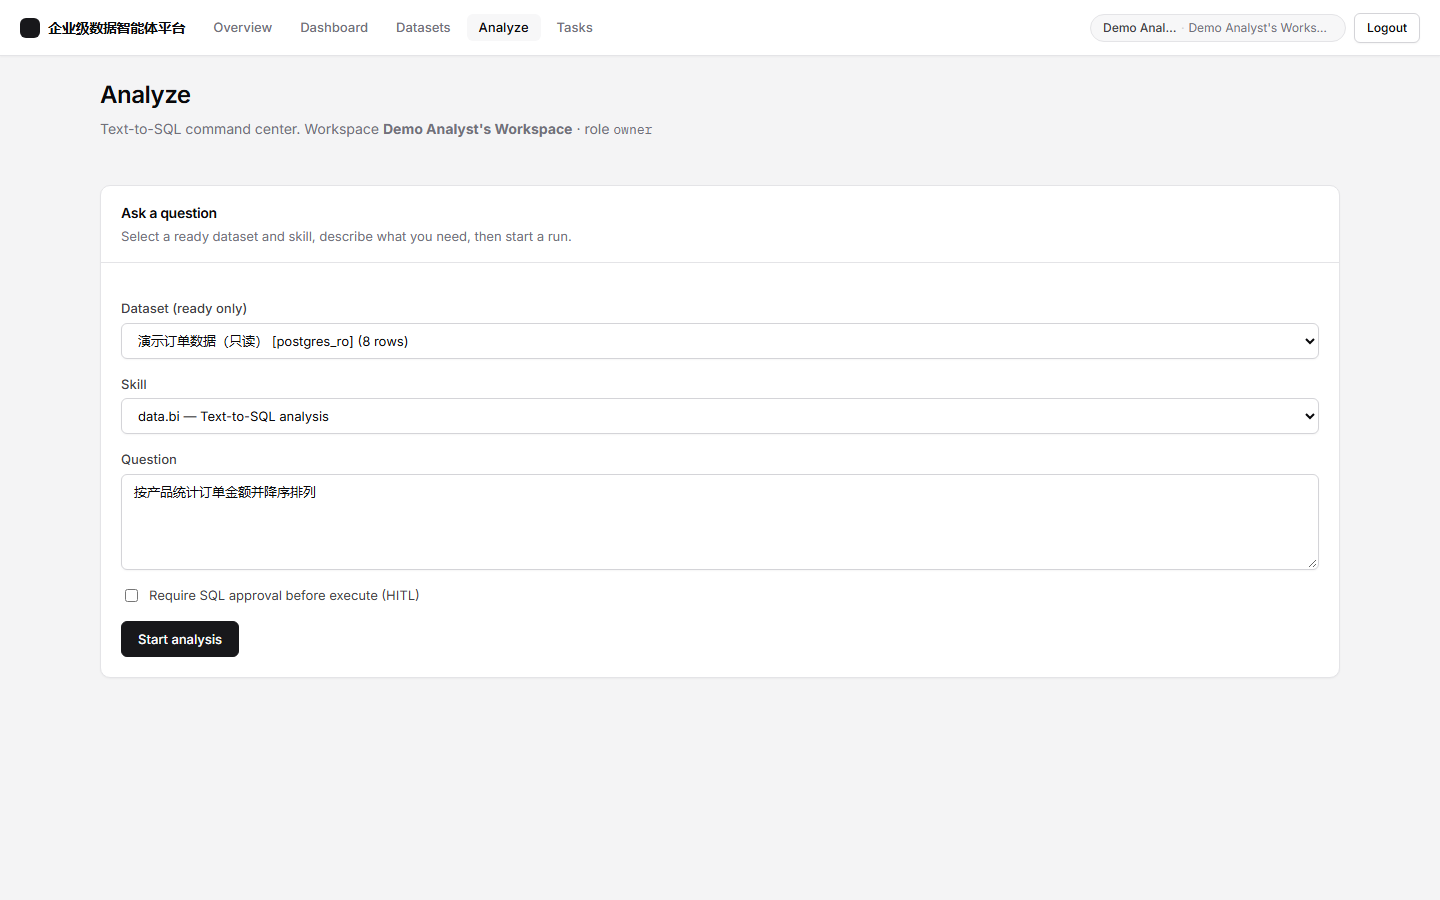 企业级数据智能体平台 Overview Dashboard Datasets Analyze Tasks Demo Anal... · Demo Analyst's Works... Logout
Analyze
Text-to-SQL command center. Workspace Demo Analyst's Workspace · role owner
Ask a question
Select a ready dataset and skill, describe what you need, then start a run.
Dataset (ready only)
演示订单数据（只读） [postgres_ro] (8 rows)
Skill
data.bi — Text-to-SQL analysis
Question
按产品统计订单金额并降序排列
Require SQL approval before execute (HITL)
Start analysis